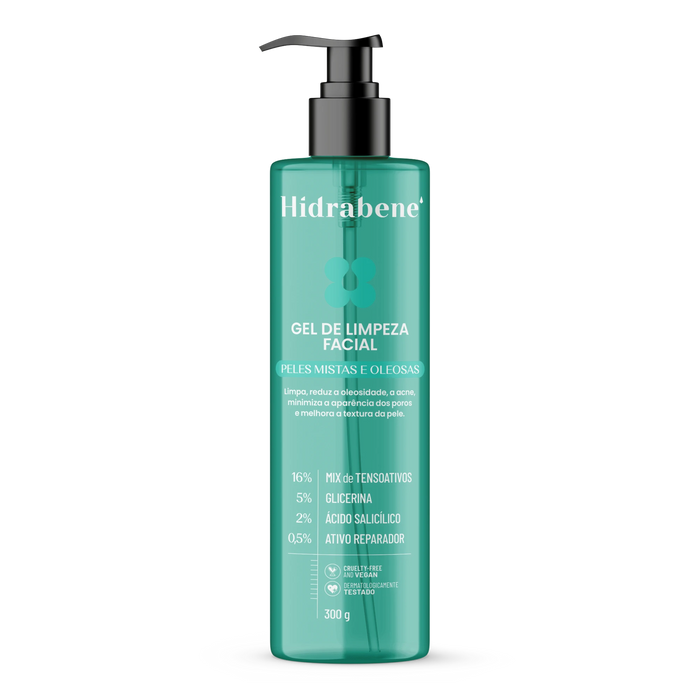 Hidrabene
GEL DE LIMPEZA
FACIAL
PELES MISTAS E OLEOSAS
Limpa, reduz a oleosidade, a acne,
minimiza a aparência dos poros
e melhora a textura da pele.
16% MIX de TENSOATIVOS
5% GLICERINA
2% ÁCIDO SALICÍLICO
0,5% ATIVO REPARADOR
CRUELTY-FREE
AND VEGAN
DERMATOLOGICAMENTE
TESTADO
300 g